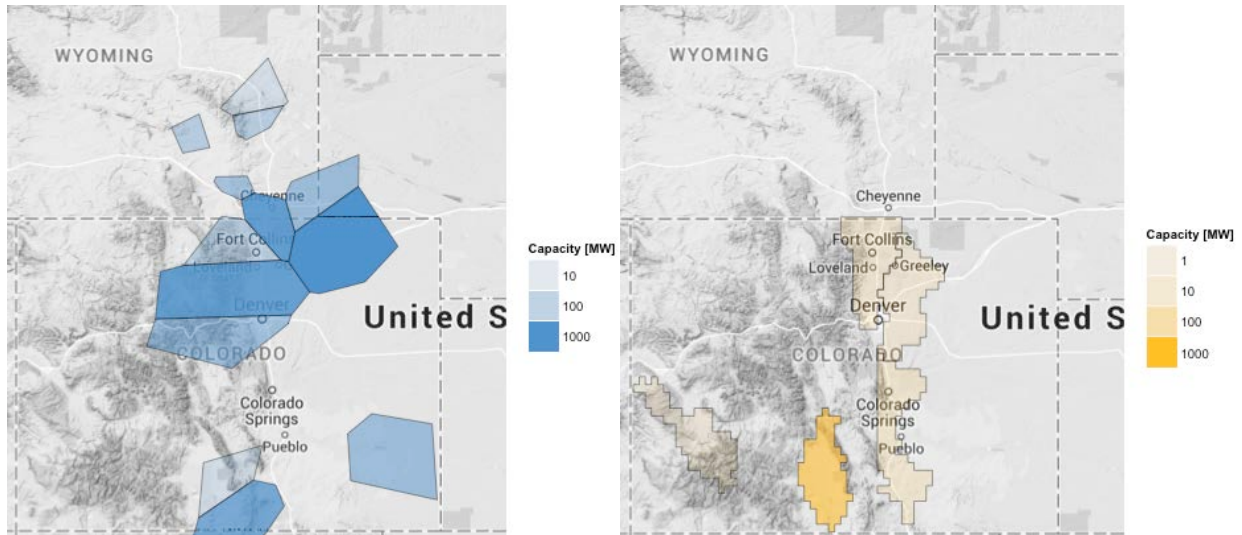 WYOMING
Cheyenne
Fort Collins
Loveland
Denver
United S
COLORADO
Colorado
Springs
Pueblo
Capacity [MW]
10
100
1000
WYOMING
Cheyenne
Fort Collins
Loveland
Greeley
Denver
United S
COLORADO
Colorado
Springs
Pueblo
Capacity [MW]
1
10
100
1000